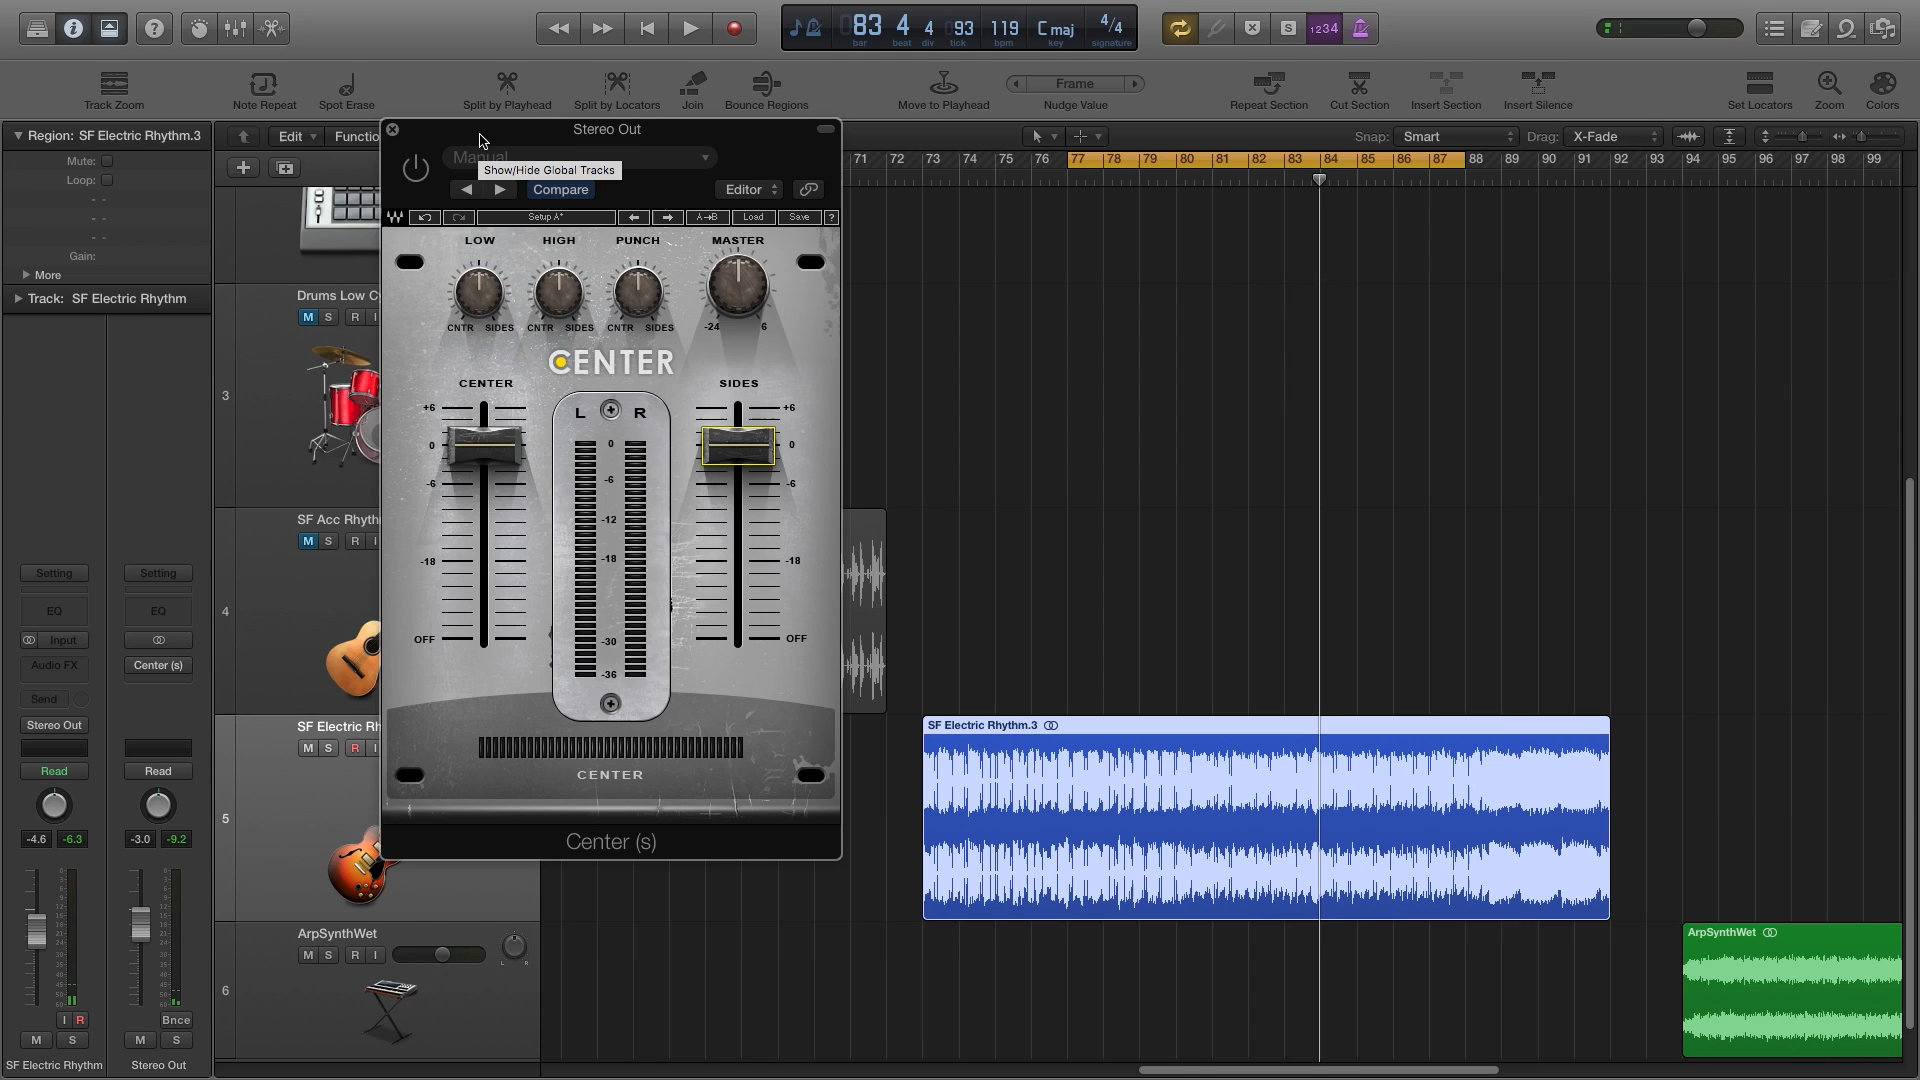 83 4 4 93 119 C maj 4/4
bar beat div tick bpm key signature
S 1234
Track Zoom Note Repeat Spot Erase Split by Playhead Split by Locators Join Bounce Regions Move to Playhead Frame Nudge Value Repeat Section Cut Section Insert Section Insert Silence Set Locators Zoom Colors
Region: SF Electric Rhythm.3
Mute:
Loop:
Gain:
More
Track: SF Electric Rhythm
Edit Functio
Snap: Smart Drag: X-Fade
71 72 73 74 75 76 77 78 79 80 81 82 83 84 85 86 87 88 89 90 91 92 93 94 95 96 97 98 99
Stereo Out
Manual
Show/Hide Global Tracks
Compare Editor
Setup A* A→B Load Save ?
LOW HIGH PUNCH MASTER
CNTR SIDES CNTR SIDES CNTR SIDES -24 6
CENTER
CENTER SIDES
L R
+6 +6
0 0 0
-6 -6 -6
-12
-18 -18 -18
OFF -30 OFF
-36
CENTER
Center (s)
Drums Low Cy
M S R I
3
SF Acc Rhyth
M S R I
4
SF Electric Rh
M S R I
5
ArpSynthWet
M S R I
L R
6
SF Electric Rhythm.3
ArpSynthWet
Setting Setting
EQ EQ
Input
Audio FX Center (s)
Send
Stereo Out
Read Read
-4.6 -6.3 -3.0 -9.2
I R Bnce
M S M S
SF Electric Rhythm Stereo Out